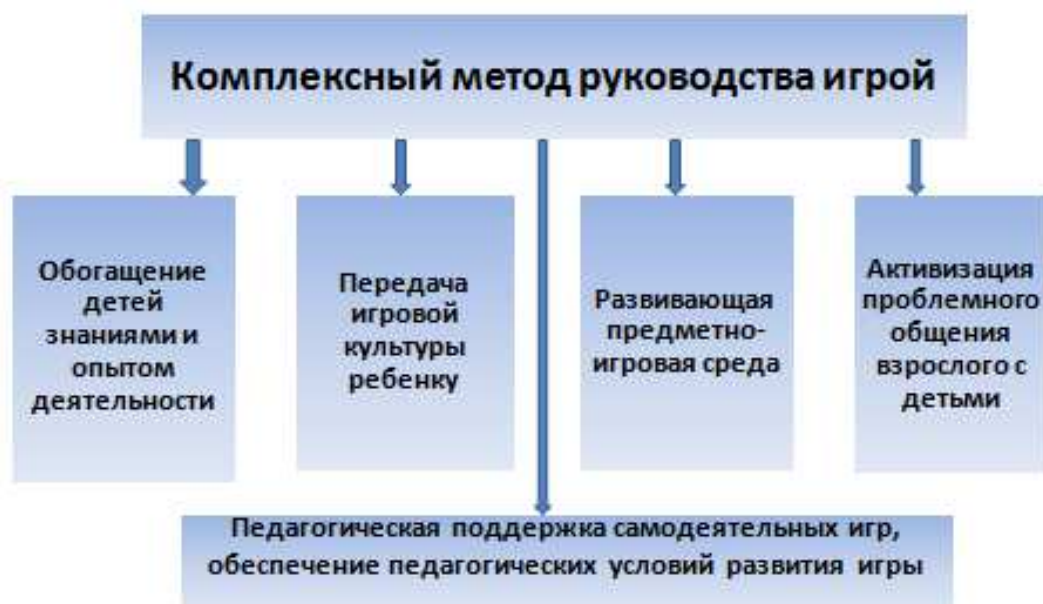 Комплексный метод руководства игрой
Обогащение
детей
знаниями и
опытом
деятельности
Передача
игровой
культуры
ребенку
Развивающая
предметно-
игровая среда
Активизация
проблемного
общения
взрослого с
детьми
Педагогическая поддержка самодеятельных игр,
обеспечение педагогических условий развития игры